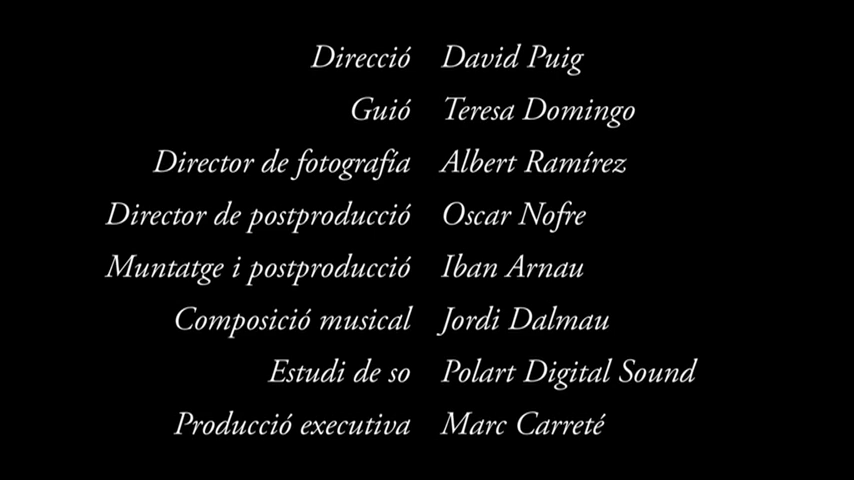 Direcció David Puig
Guió Teresa Domingo
Director de fotografía Albert Ramírez
Director de postproducció Oscar Nofre
Muntatge i postproducció Iban Arnau
Composició musical Jordi Dalmau
Estudi de so Polart Digital Sound
Producció executiva Marc Carreté